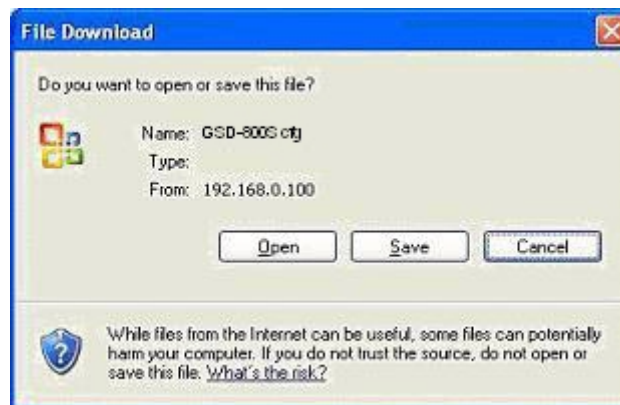 File Download
Do you want to open or save this file?
Name: GSD-800S cfg
Type:
From: 192.168.0.100
Open Save Cancel
While files from the Internet can be useful, some files can potentially
harm your computer. If you do not trust the source, do not open or
save this file. What's the risk?